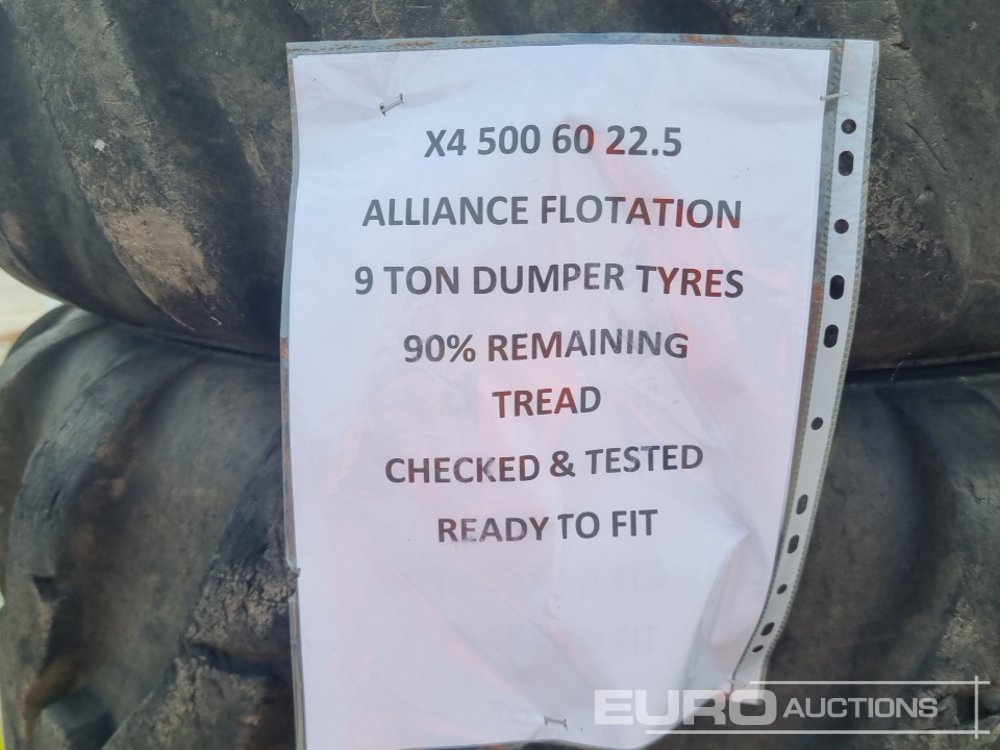 X4 500 60 22.5
ALLIANCE FLOTATION
9 TON DUMPER TYRES
90% REMAINING
TREAD
CHECKED & TESTED
READY TO FIT
EURO AUCTIONS